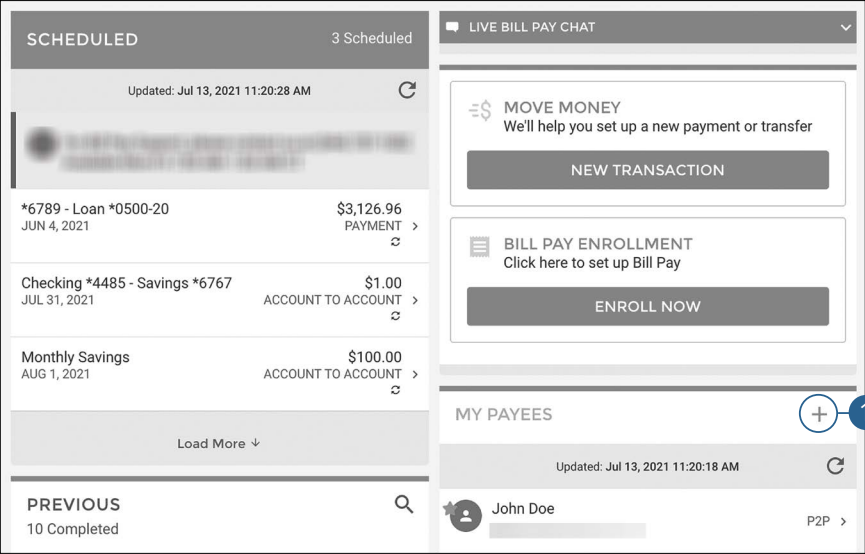 SCHEDULED
3 Scheduled
Updated: Jul 13, 2021 11:20:28 AM
*6789 - Loan *0500-20
$3,126.96
JUN 4, 2021
PAYMENT
Checking *4485 - Savings *6767
$1.00
JUL 31, 2021
ACCOUNT TO ACCOUNT
Monthly Savings
$100.00
AUG 1, 2021
ACCOUNT TO ACCOUNT
Load More
PREVIOUS
10 Completed
LIVE BILL PAY CHAT
MOVE MONEY
We'll help you set up a new payment or transfer
NEW TRANSACTION
BILL PAY ENROLLMENT
Click here to set up Bill Pay
ENROLL NOW
MY PAYEES
Updated: Jul 13, 2021 11:20:18 AM
John Doe
P2P